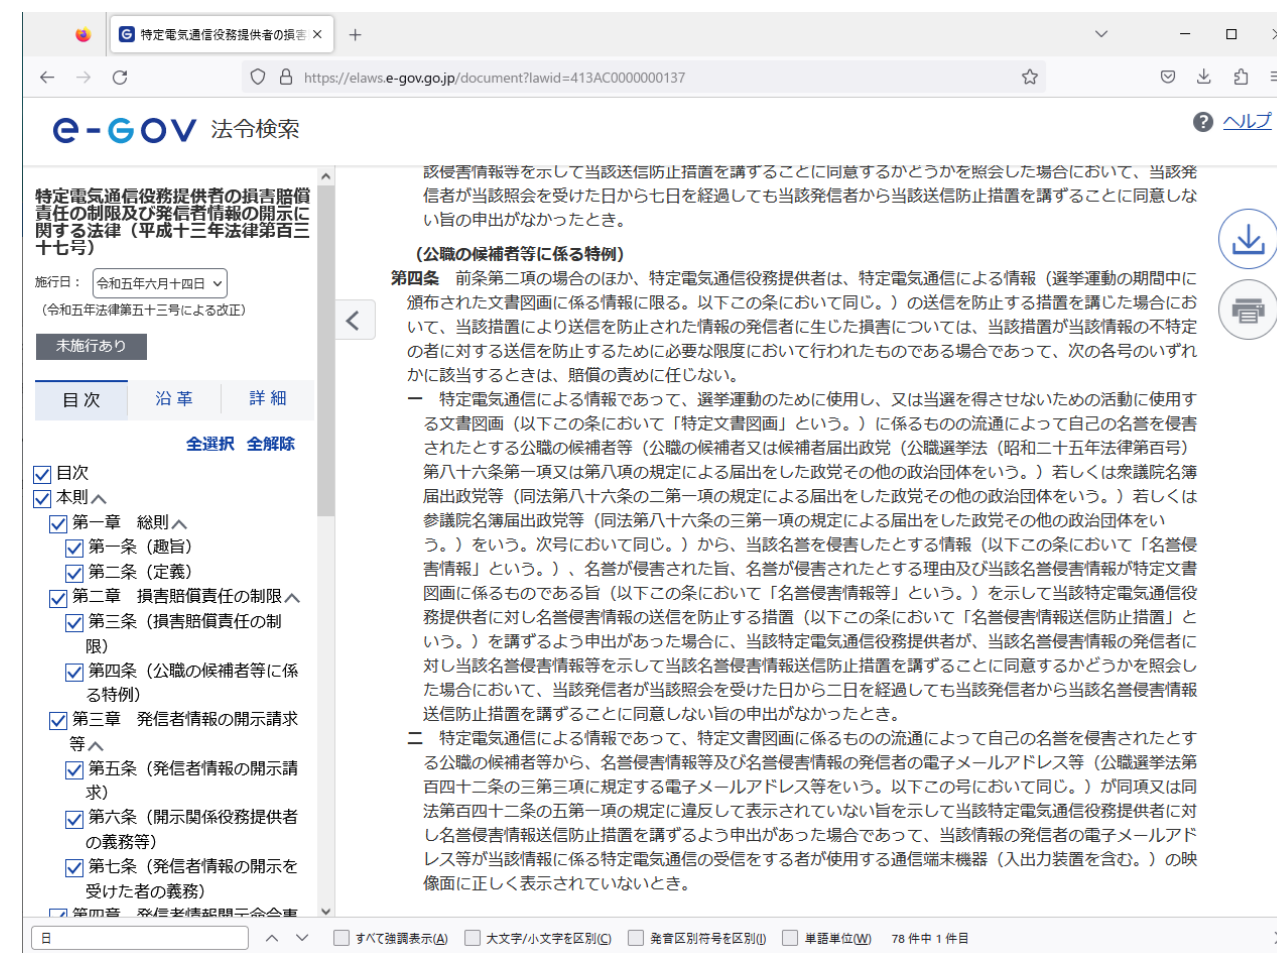 特定電気通信役務提供者の損害
https://elaws.e-gov.go.jp/document?lawid=413AC0000000137
e-GOV 法令検索
ヘルプ
特定電気通信役務提供者の損害賠償
責任の制限及び発信者情報の開示に
関する法律（平成十三年法律第百三
十七号）
施行日： 令和五年六月十四日
（令和五年法律第五十三号による改正）
未施行あり
目次 沿革 詳細
全選択 全解除
目次
本則
第一章　総則
第一条（趣旨）
第二条（定義）
第二章　損害賠償責任の制限
第三条（損害賠償責任の制
限）
第四条（公職の候補者等に係
る特例）
第三章　発信者情報の開示請求
等
第五条（発信者情報の開示請
求）
第六条（開示関係役務提供者
の義務等）
第七条（発信者情報の開示を
受けた者の義務）
第四章　発信者情報開示命令事
該侵害情報等を示して当該送信防止措置を講ずることに同意するかどうかを照会した場合において、当該発
信者が当該照会を受けた日から七日を経過しても当該発信者から当該送信防止措置を講ずることに同意しな
い旨の申出がなかったとき。
（公職の候補者等に係る特例）
第四条　前条第二項の場合のほか、特定電気通信役務提供者は、特定電気通信による情報（選挙運動の期間中に
頒布された文書図画に係る情報に限る。以下この条において同じ。）の送信を防止する措置を講じた場合にお
いて、当該措置により送信を防止された情報の発信者に生じた損害については、当該措置が当該情報の不特定
の者に対する送信を防止するために必要な限度において行われたものである場合であって、次の各号のいずれ
かに該当するときは、賠償の責めに任じない。
一　特定電気通信による情報であって、選挙運動のために使用し、又は当選を得させないための活動に使用す
る文書図画（以下この条において「特定文書図画」という。）に係るものの流通によって自己の名誉を侵害
されたとする公職の候補者等（公職の候補者又は候補者届出政党（公職選挙法（昭和二十五年法律第百号）
第八十六条第一項又は第八項の規定による届出をした政党その他の政治団体をいう。）若しくは衆議院名簿
届出政党等（同法第八十六条の二第一項の規定による届出をした政党その他の政治団体をいう。）若しくは
参議院名簿届出政党等（同法第八十六条の三第一項の規定による届出をした政党その他の政治団体をい
う。）をいう。次号において同じ。）から、当該名誉を侵害したとする情報（以下この条において「名誉侵
害情報」という。）、名誉が侵害された旨、名誉が侵害されたとする理由及び当該名誉侵害情報が特定文書
図画に係るものである旨（以下この条において「名誉侵害情報等」という。）を示して当該特定電気通信役
務提供者に対し名誉侵害情報の送信を防止する措置（以下この条において「名誉侵害情報送信防止措置」と
いう。）を講ずるよう申出があった場合に、当該特定電気通信役務提供者が、当該名誉侵害情報の発信者に
対し当該名誉侵害情報等を示して当該名誉侵害情報送信防止措置を講ずることに同意するかどうかを照会し
た場合において、当該発信者が当該照会を受けた日から二日を経過しても当該発信者から当該名誉侵害情報
送信防止措置を講ずることに同意しない旨の申出がなかったとき。
二　特定電気通信による情報であって、特定文書図画に係るものの流通によって自己の名誉を侵害されたとす
る公職の候補者等から、名誉侵害情報等及び名誉侵害情報の発信者の電子メールアドレス等（公職選挙法第
百四十二条の三第三項に規定する電子メールアドレス等をいう。以下この号において同じ。）が同項又は同
法第百四十二条の五第一項の規定に違反して表示されていない旨を示して当該特定電気通信役務提供者に対
し名誉侵害情報送信防止措置を講ずるよう申出があった場合であって、当該情報の発信者の電子メールアド
レス等が当該情報に係る特定電気通信の受信をする者が使用する通信端末機器（入出力装置を含む。）の映
像面に正しく表示されていないとき。
日 すべて強調表示(A) 大文字/小文字を区別(C) 発音区別符号を区別(I) 単語単位(W) 78 件中 1 件目